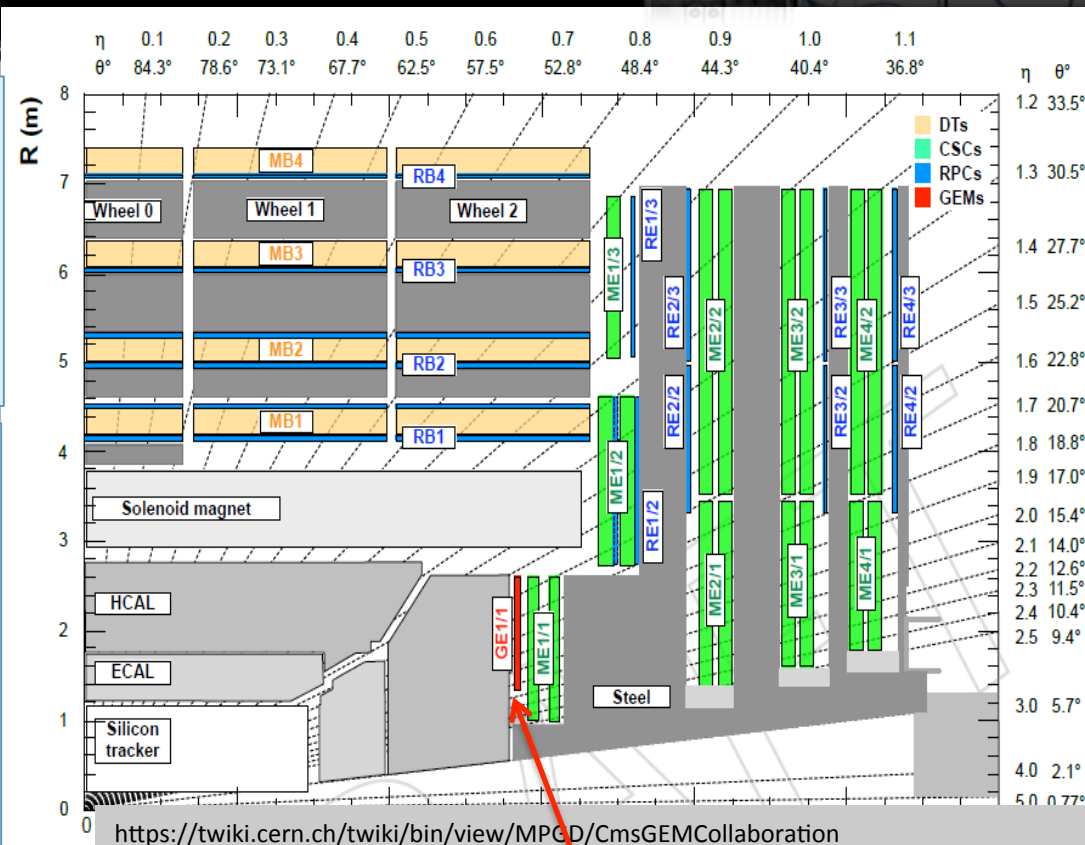 η 0.1 0.2 0.3 0.4 0.5 0.6 0.7 0.8 0.9 1.0 1.1
θ° 84.3° 78.6° 73.1° 67.7° 62.5° 57.5° 52.8° 48.4° 44.3° 40.4° 36.8° η θ°
R (m)
8
7
6
5
4
3
2
1
0
0
1.2 33.5°
1.3 30.5°
1.4 27.7°
1.5 25.2°
1.6 22.8°
1.7 20.7°
1.8 18.8°
1.9 17.0°
2.0 15.4°
2.1 14.0°
2.2 12.6°
2.3 11.5°
2.4 10.4°
2.5 9.4°
3.0 5.7°
4.0 2.1°
5.0 0.77°
DTs
CSCs
RPCs
GEMs
MB4
RB4
Wheel 0 Wheel 1 Wheel 2
MB3
RB3
MB2
RB2
MB1
RB1
Solenoid magnet
HCAL
ECAL
Silicon
tracker
Steel
GE1/1
ME1/1
ME1/2
ME1/3
RE1/3
RE1/2
RE2/3
RE2/2
ME2/2
ME2/1
ME3/2
ME3/1
RE3/3
RE3/2
ME4/2
ME4/1
RE4/3
RE4/2
https://twiki.cern.ch/twiki/bin/view/MPGD/CmsGEMCollaboration